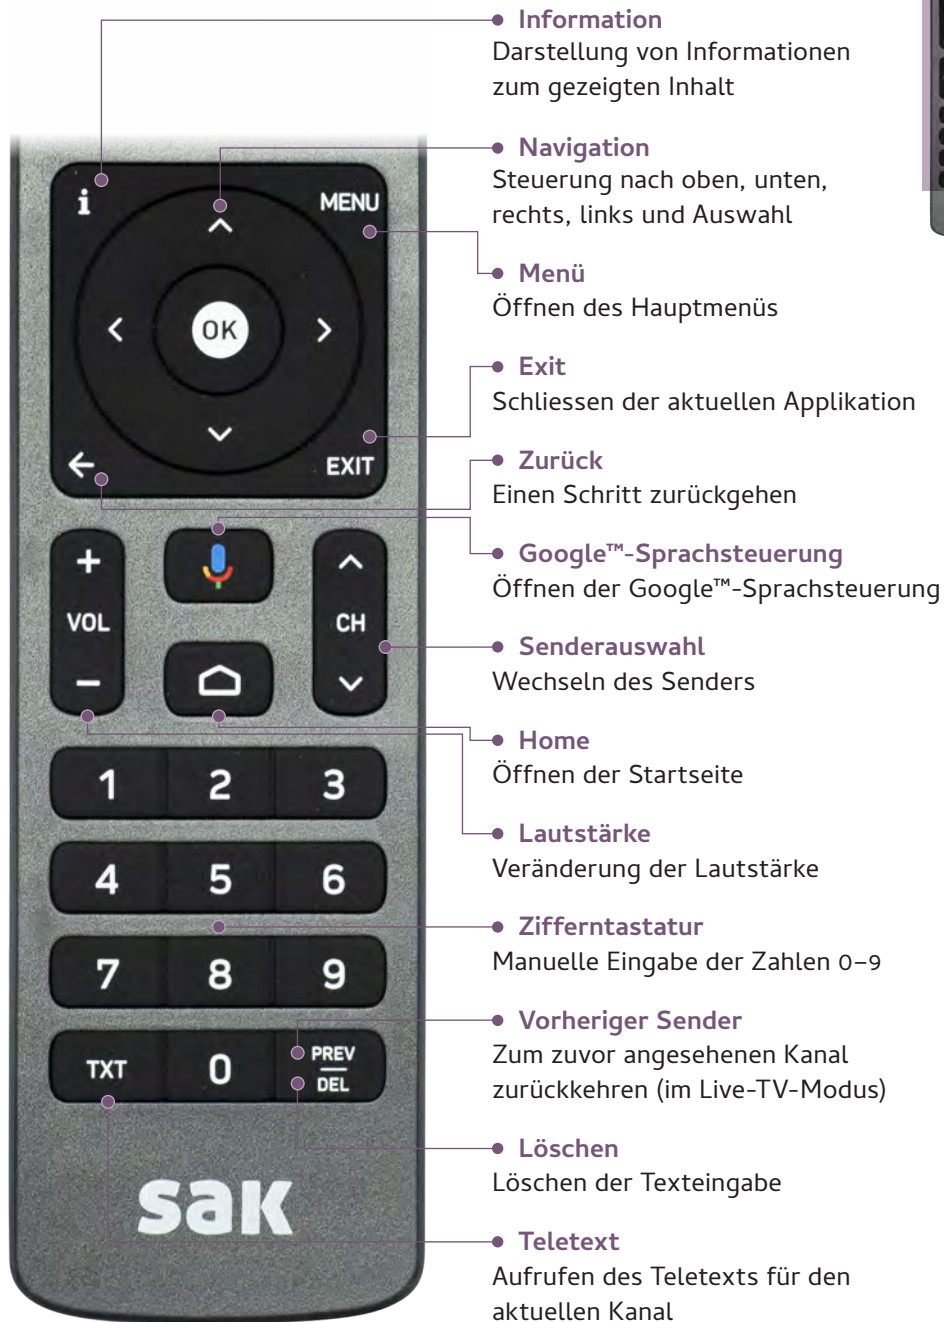 Information
Darstellung von Informationen
zum gezeigten Inhalt
Navigation
Steuerung nach oben, unten,
rechts, links und Auswahl
Menü
Öffnen des Hauptmenüs
Exit
Schliessen der aktuellen Applikation
Zurück
Einen Schritt zurückgehen
Google™-Sprachsteuerung
Öffnen der Google™-Sprachsteuerung
Senderauswahl
Wechseln des Senders
Home
Öffnen der Startseite
Lautstärke
Veränderung der Lautstärke
Zifferntastatur
Manuelle Eingabe der Zahlen 0–9
Vorheriger Sender
Zum zuvor angesehenen Kanal
zurückkehren (im Live-TV-Modus)
Löschen
Löschen der Texteingabe
Teletext
Aufrufen des Teletexts für den
aktuellen Kanal
i MENU
OK
EXIT
+ 
VOL CH
−
1 2 3
4 5 6
7 8 9
TXT 0 PREV
DEL
sak